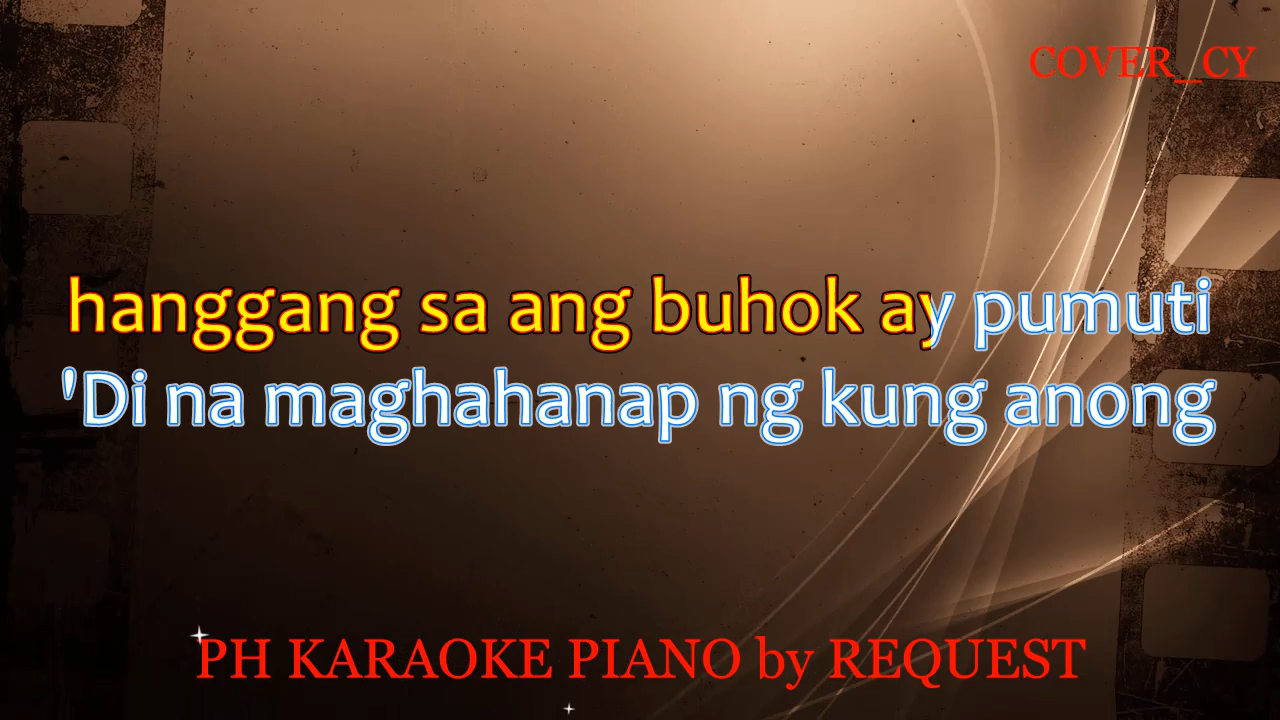 COVER_CY
hanggang sa ang buhok ay pumuti
'Di na maghahanap ng kung anong
PH KARAOKE PIANO by REQUEST